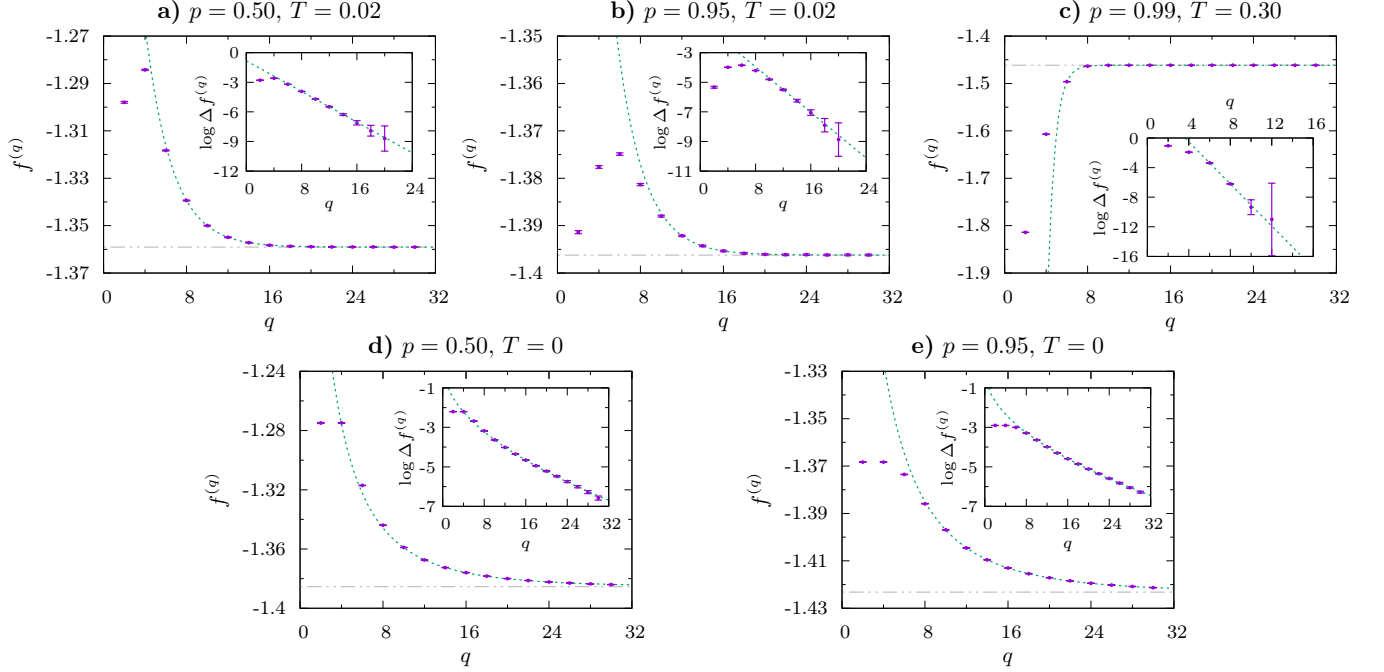 a) p = 0.50, T = 0.02
-1.27
-1.29
-1.31
-1.33
-1.35
-1.37
f^(q)
0 8 16 24 32
q
0
-3
-6
-9
-12
log Δf^(q)
0 4 8 12 16 20 24
q
b) p = 0.95, T = 0.02
-1.35
-1.36
-1.37
-1.38
-1.39
-1.4
f^(q)
0 8 16 24 32
q
-3
-5
-7
-9
-11
log Δf^(q)
0 8 16 24
q
c) p = 0.99, T = 0.30
-1.4
-1.5
-1.6
-1.7
-1.8
-1.9
f^(q)
0 8 16 24 32
q
q
0 4 8 12 16
0
-4
-8
-12
-16
log Δf^(q)
d) p = 0.50, T = 0
-1.24
-1.28
-1.32
-1.36
-1.4
f^(q)
0 8 16 24 32
q
-1
-3
-5
-7
log Δf^(q)
0 8 16 24 32
q
e) p = 0.95, T = 0
-1.33
-1.35
-1.37
-1.39
-1.41
-1.43
f^(q)
0 8 16 24 32
q
-1
-3
-5
-7
log Δf^(q)
0 8 16 24 32
q